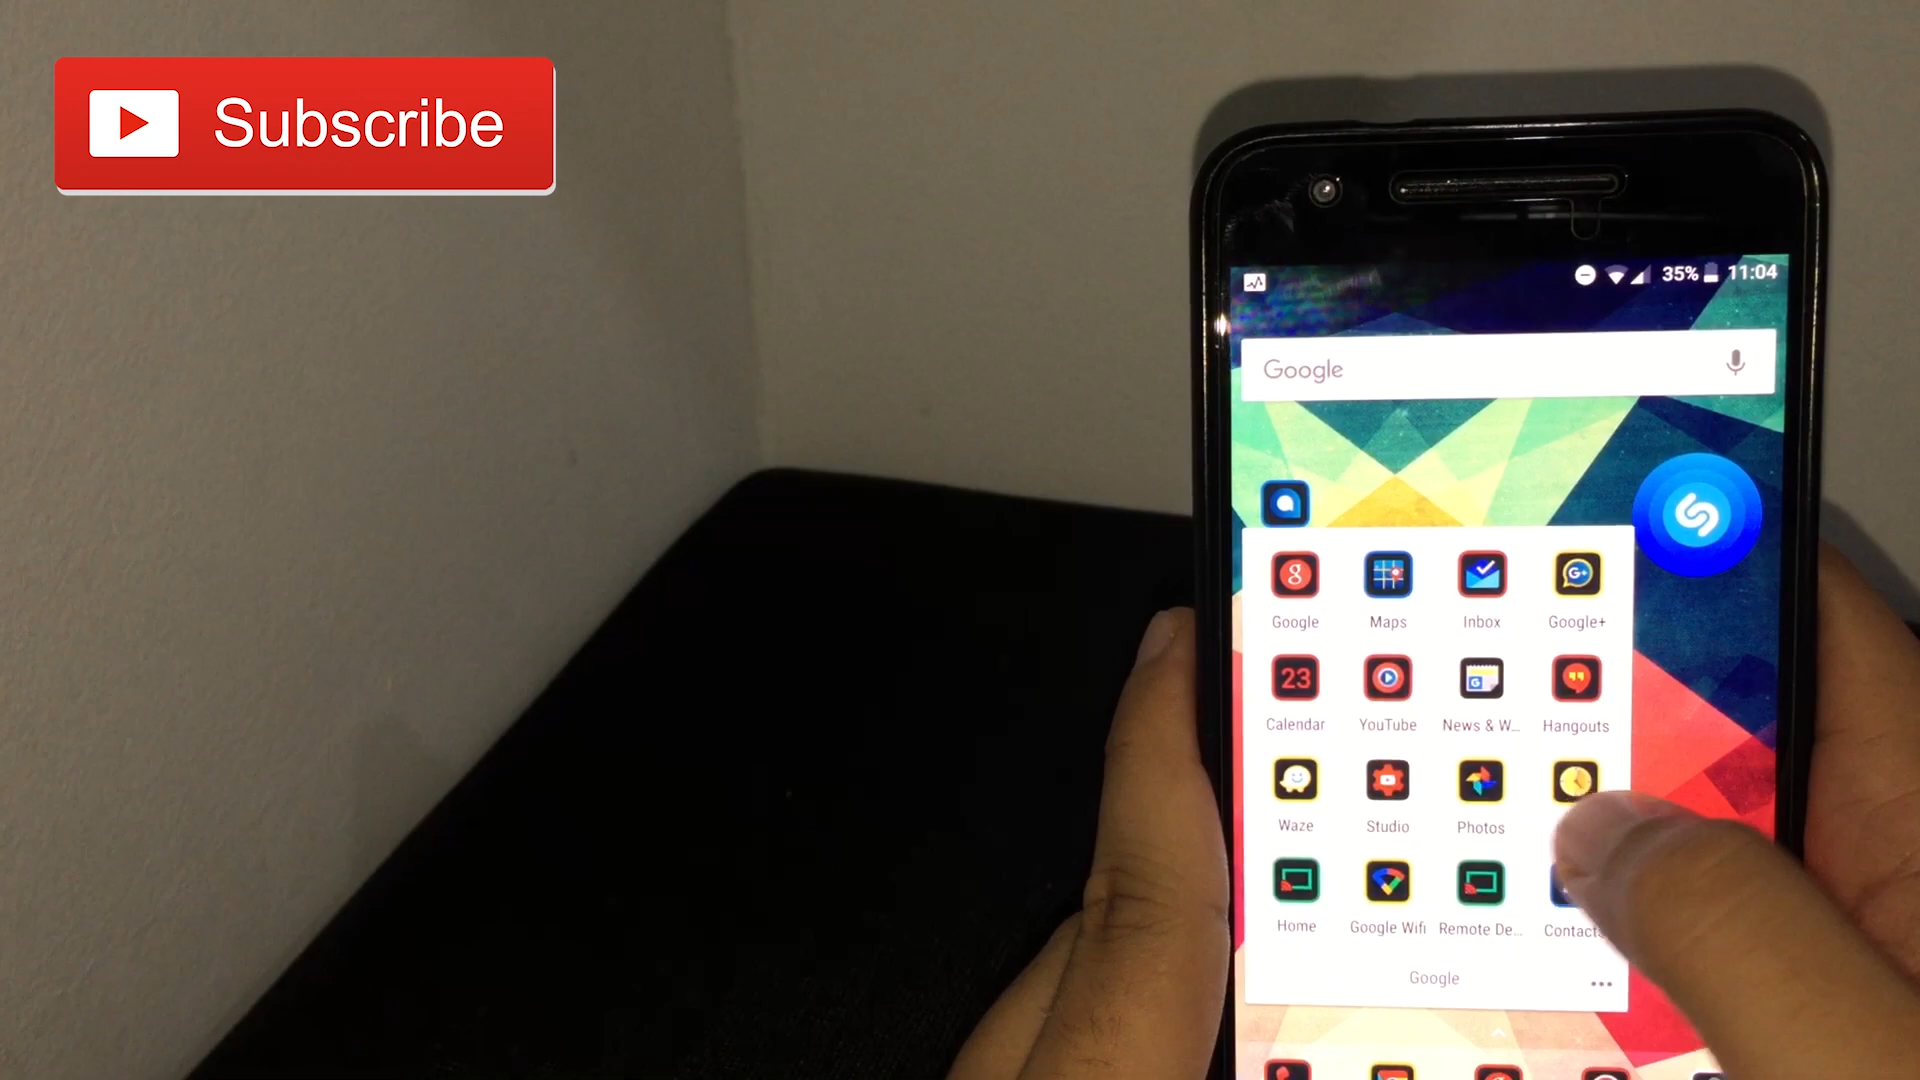 Subscribe
35% 11:04
Google
Google Maps Inbox Google+
23
Calendar YouTube News & W... Hangouts
Waze Studio Photos
Home Google Wifi Remote De... Contacts
Google